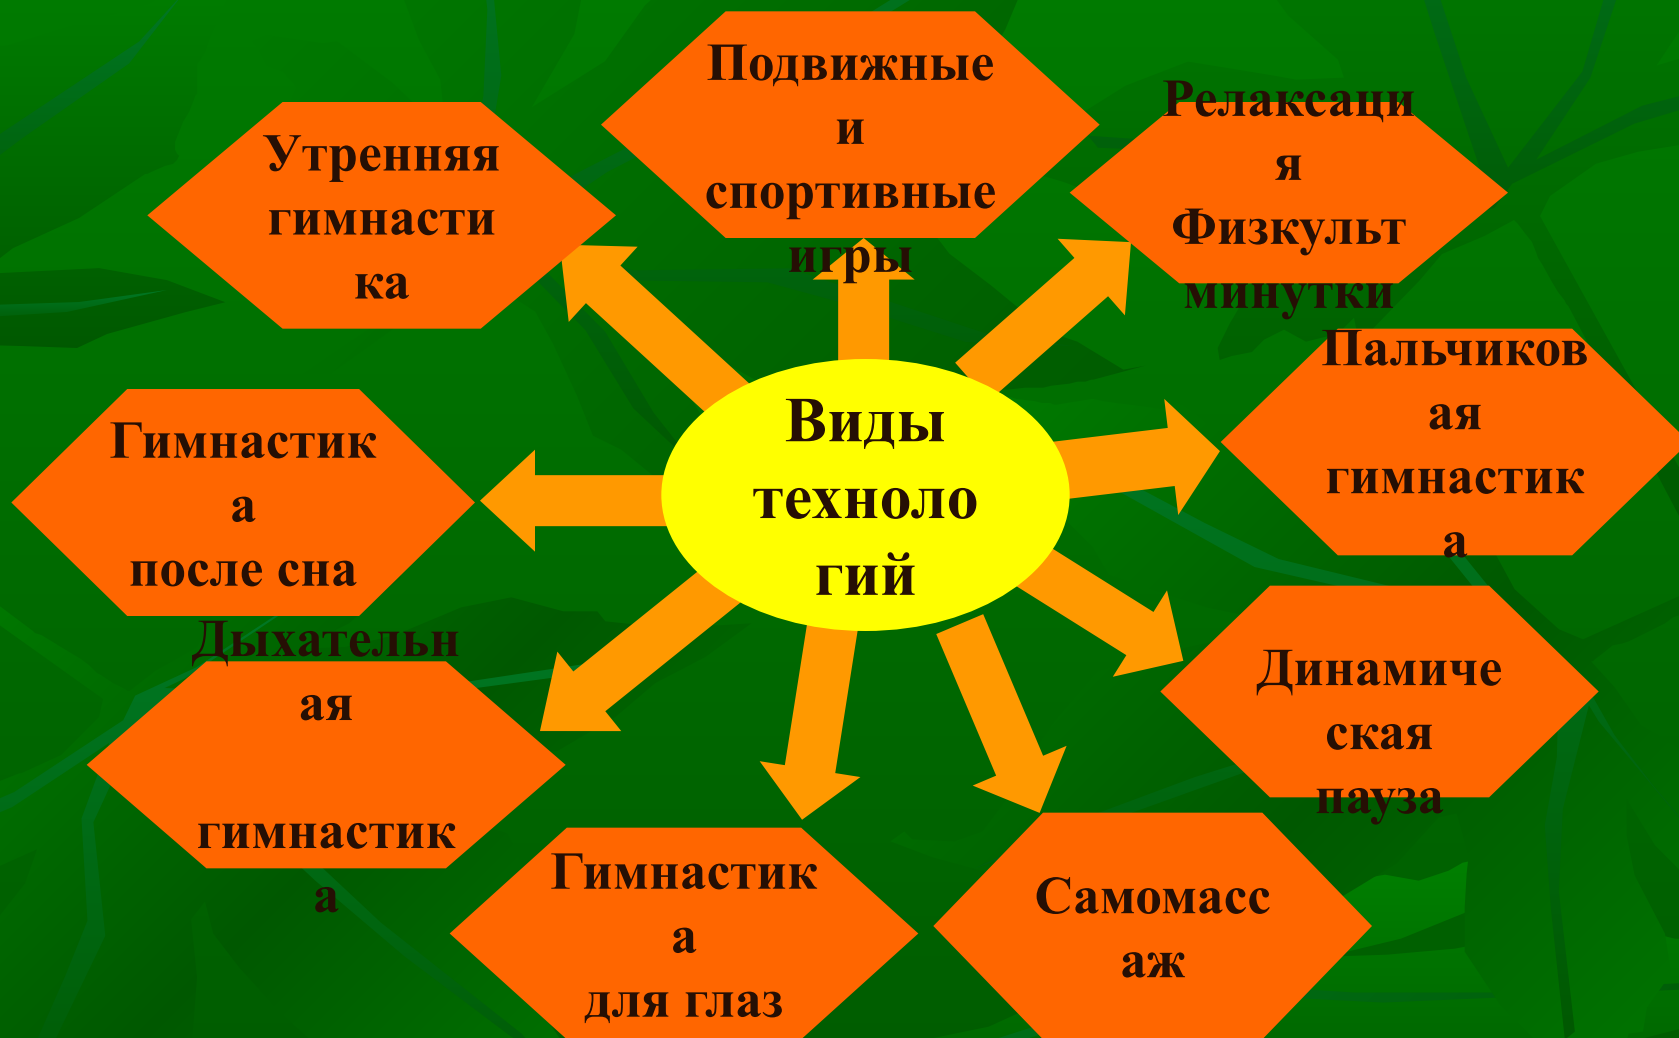 Подвижные
и
спортивные
игры
Релаксаци
я
Физкульт
минутки
Утренняя
гимнасти
ка
Пальчиков
ая
гимнастик
а
Виды
техноло
гий
Гимнастик
а
после сна
Динамиче
ская
пауза
Дыхательн
ая
гимнастик
а
Гимнастик
а
для глаз
Самомасс
аж